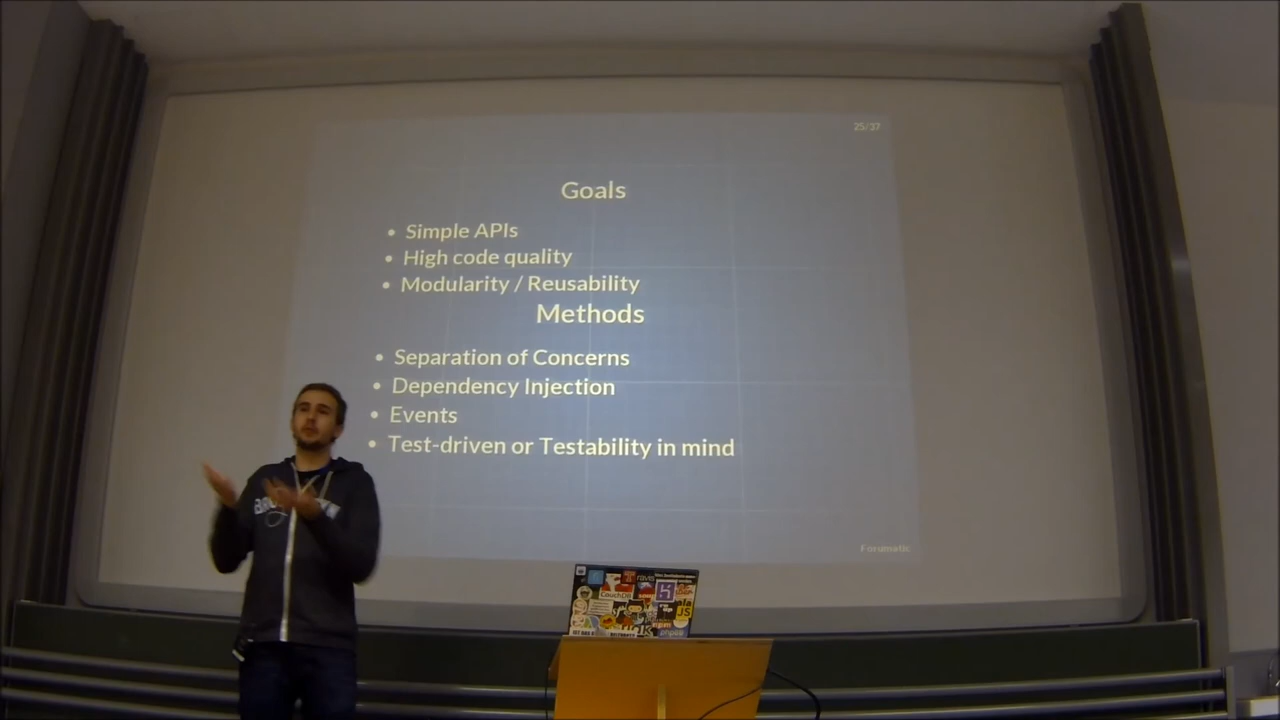 25/37
Goals
• Simple APIs
• High code quality
• Modularity / Reusability
Methods
• Separation of Concerns
• Dependency Injection
• Events
• Test-driven or Testability in mind
Forumatic
CouchDB
JS